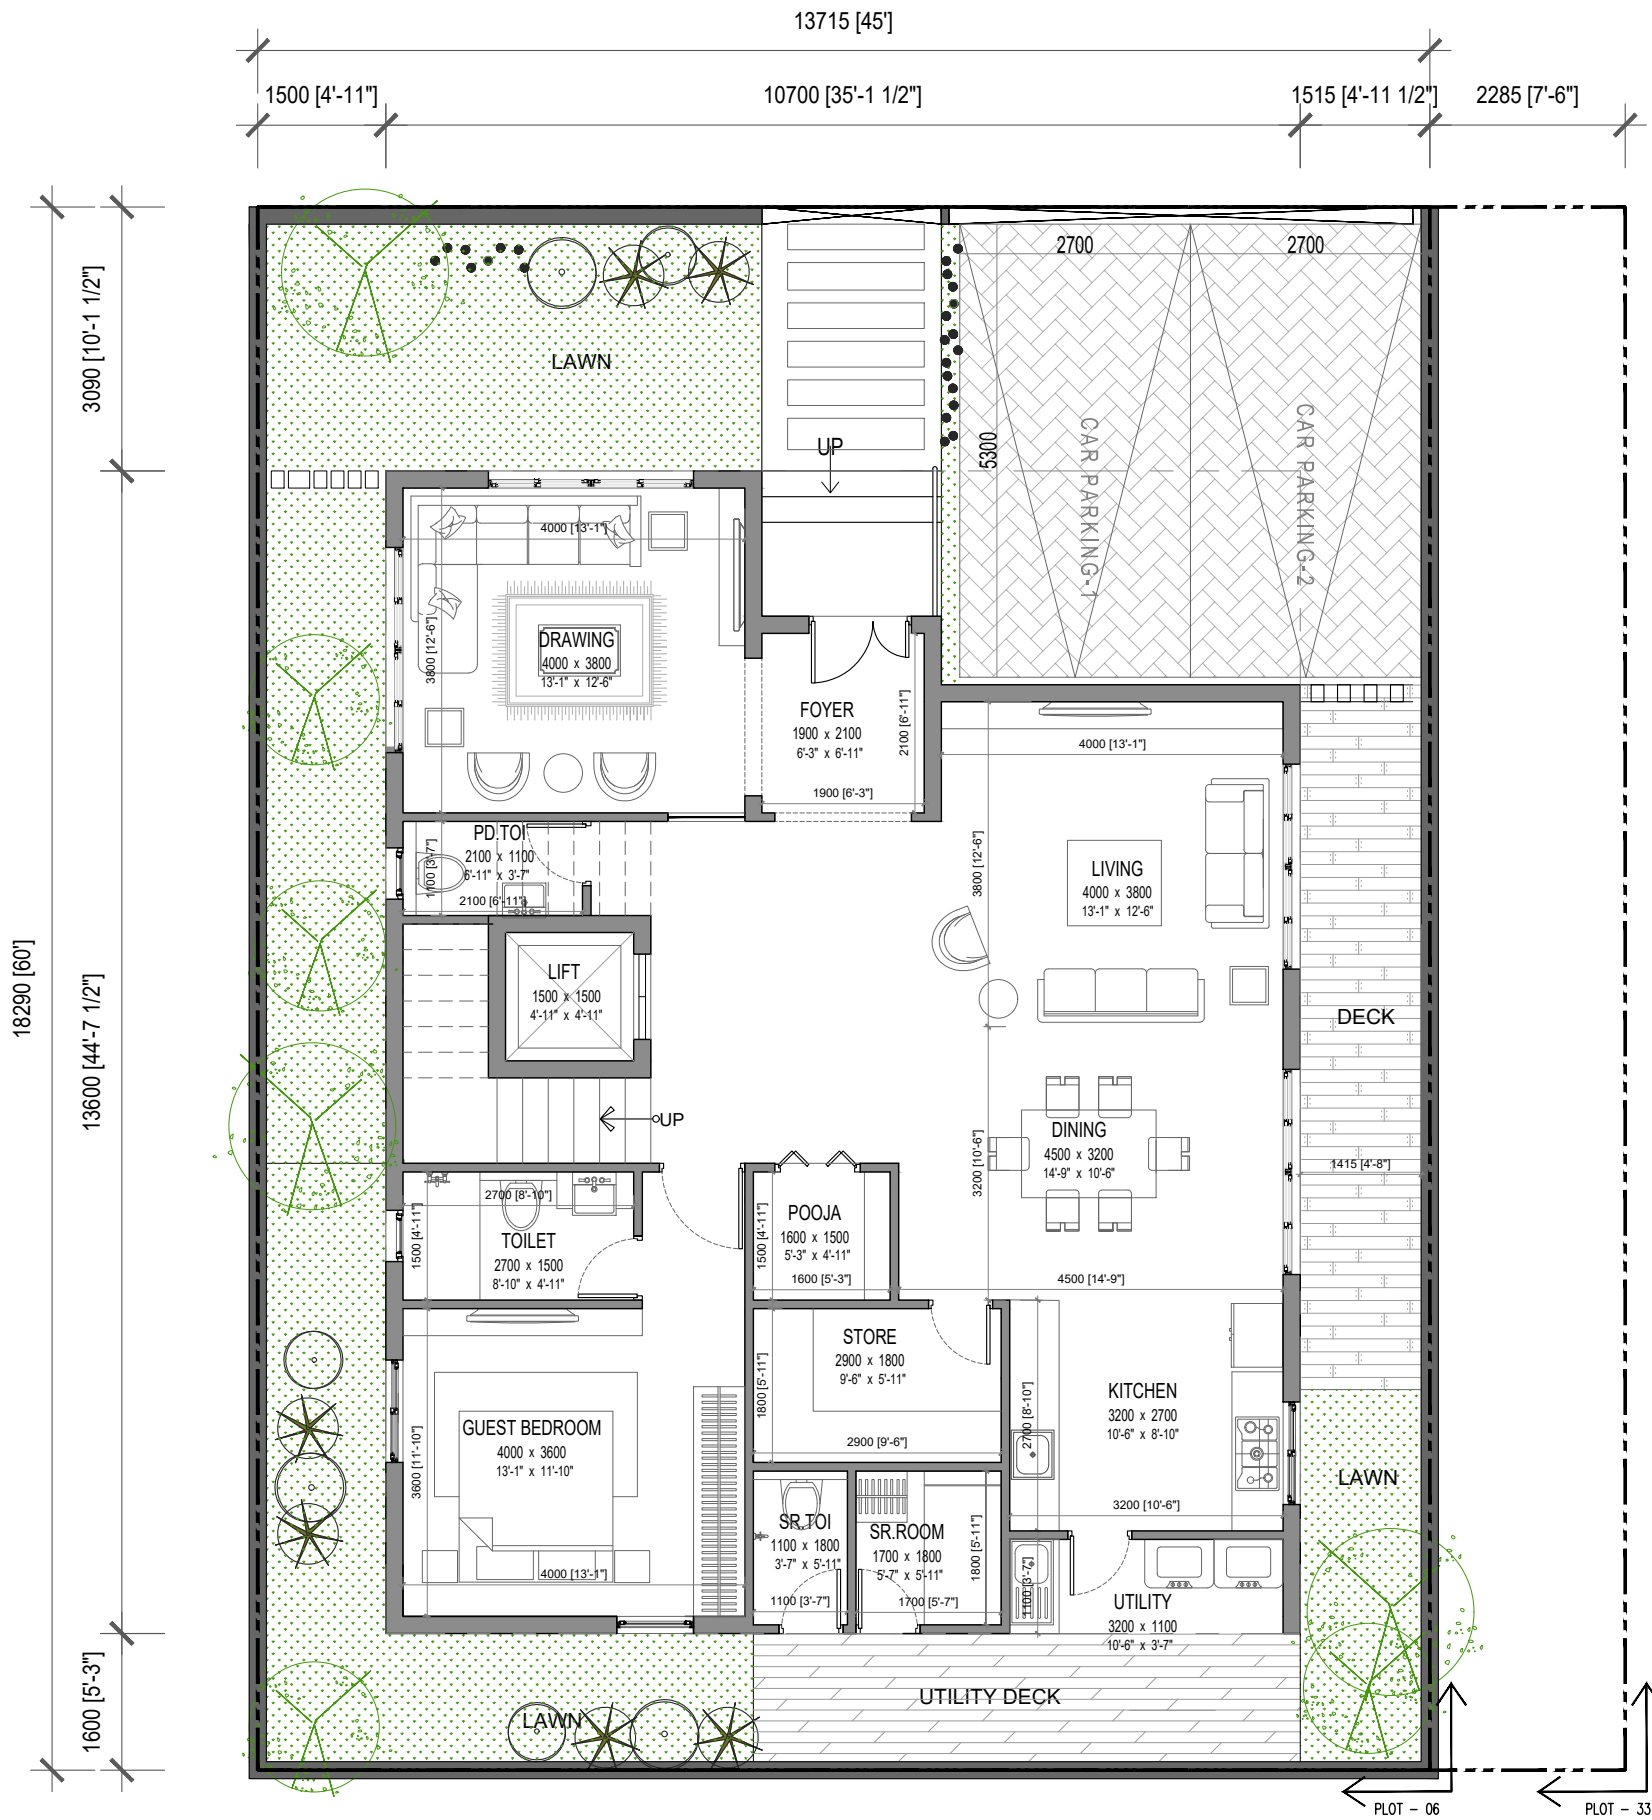 13715 [45']
1500 [4'-11"]
10700 [35'-1 1/2"]
1515 [4'-11 1/2"]
2285 [7'-6"]
3090 [10'-1 1/2"]
18290 [60']
13600 [44'-7 1/2"]
1600 [5'-3"]
2700
2700
5300
CAR PARKING-1
CAR PARKING-2
LAWN
UP
4000 [13'-1"]
3800 [12'-6"]
DRAWING
4000 x 3800
13'-1" x 12'-6"
FOYER
1900 x 2100
6'-3" x 6'-11"
2100 [6'-11"]
1900 [6'-3"]
4000 [13'-1"]
3800 [12'-6"]
LIVING
4000 x 3800
13'-1" x 12'-6"
PD.TOI
2100 x 1100
6'-11" x 3'-7"
1100 [3'-7"]
2100 [6'-11"]
LIFT
1500 x 1500
4'-11" x 4'-11"
DECK
UP
DINING
4500 x 3200
14'-9" x 10'-6"
3200 [10'-6"]
1415 [4'-8"]
4500 [14'-9"]
2700 [8'-10"]
1500 [4'-11"]
TOILET
2700 x 1500
8'-10" x 4'-11"
POOJA
1600 x 1500
5'-3" x 4'-11"
1500 [4'-11"]
1600 [5'-3"]
STORE
2900 x 1800
9'-6" x 5'-11"
1800 [5'-11"]
2900 [9'-6"]
KITCHEN
3200 x 2700
10'-6" x 8'-10"
2700 [8'-10"]
3200 [10'-6"]
GUEST BEDROOM
4000 x 3600
13'-1" x 11'-10"
3600 [11'-10"]
4000 [13'-1"]
LAWN
SR.TOI
1100 x 1800
3'-7" x 5'-11"
1100 [3'-7"]
SR.ROOM
1700 x 1800
5'-7" x 5'-11"
1800 [5'-11"]
1700 [5'-7"]
1100 [3'-7"]
UTILITY
3200 x 1100
10'-6" x 3'-7"
UTILITY DECK
LAWN
PLOT - 06
PLOT - 33